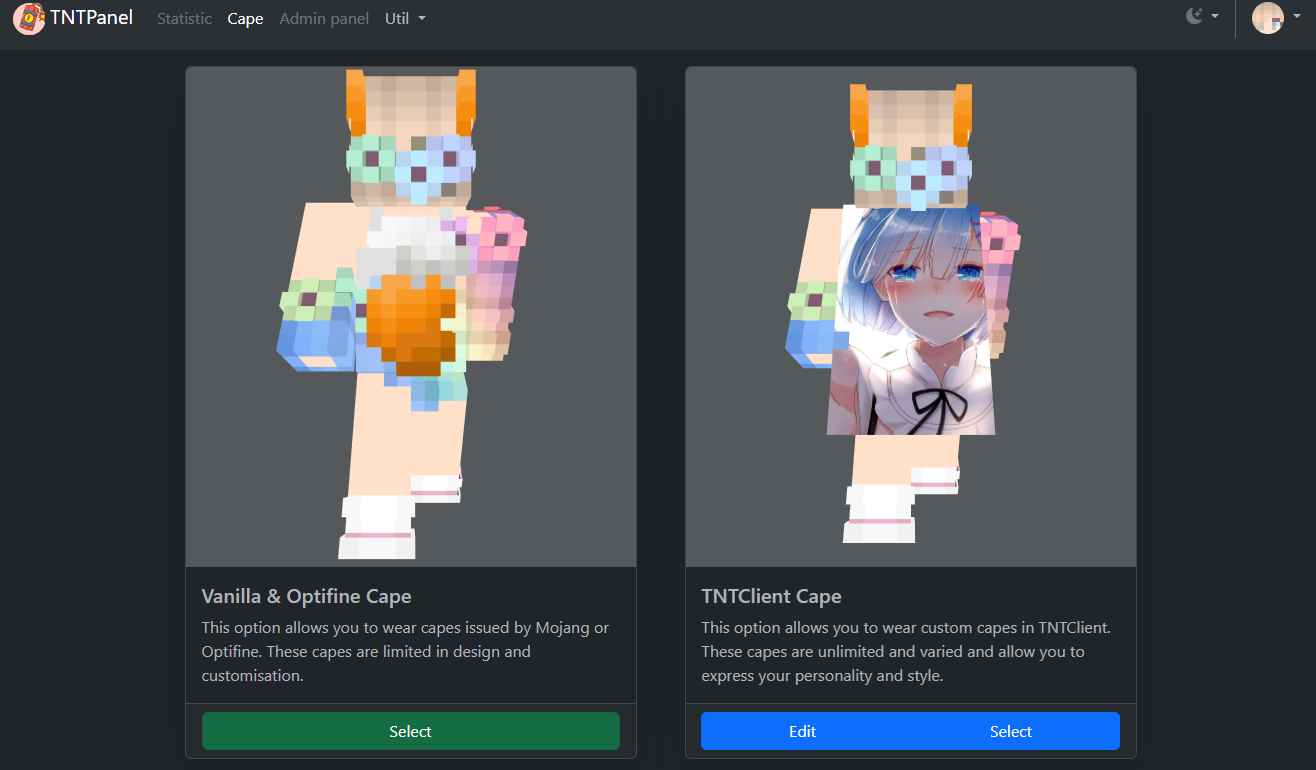 TNTPanel Statistic Cape Admin panel Util
Vanilla & Optifine Cape
This option allows you to wear capes issued by Mojang or
Optifine. These capes are limited in design and
customisation.
Select
TNTClient Cape
This option allows you to wear custom capes in TNTClient.
These capes are unlimited and varied and allow you to
express your personality and style.
Edit Select